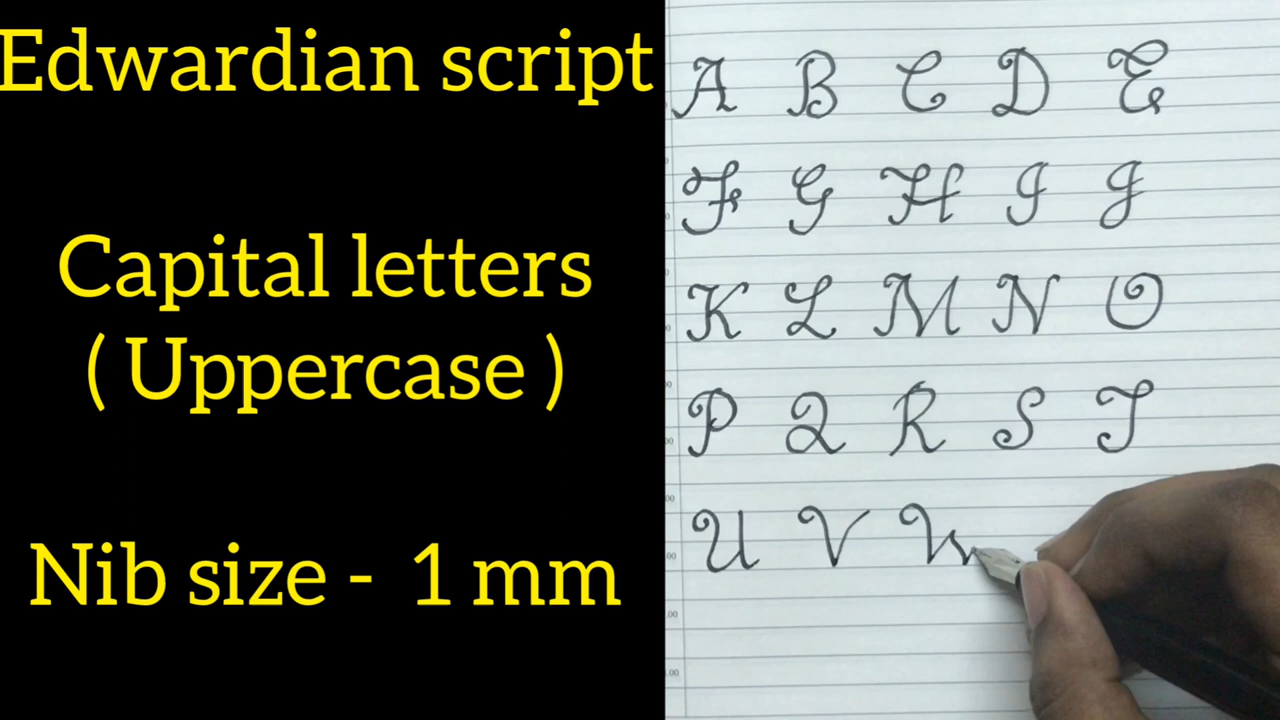 Edwardian script
Capital letters
( Uppercase )
Nib size - 1 mm
A B C D E
F G H I J
K L M N O
P Q R S T
U V W